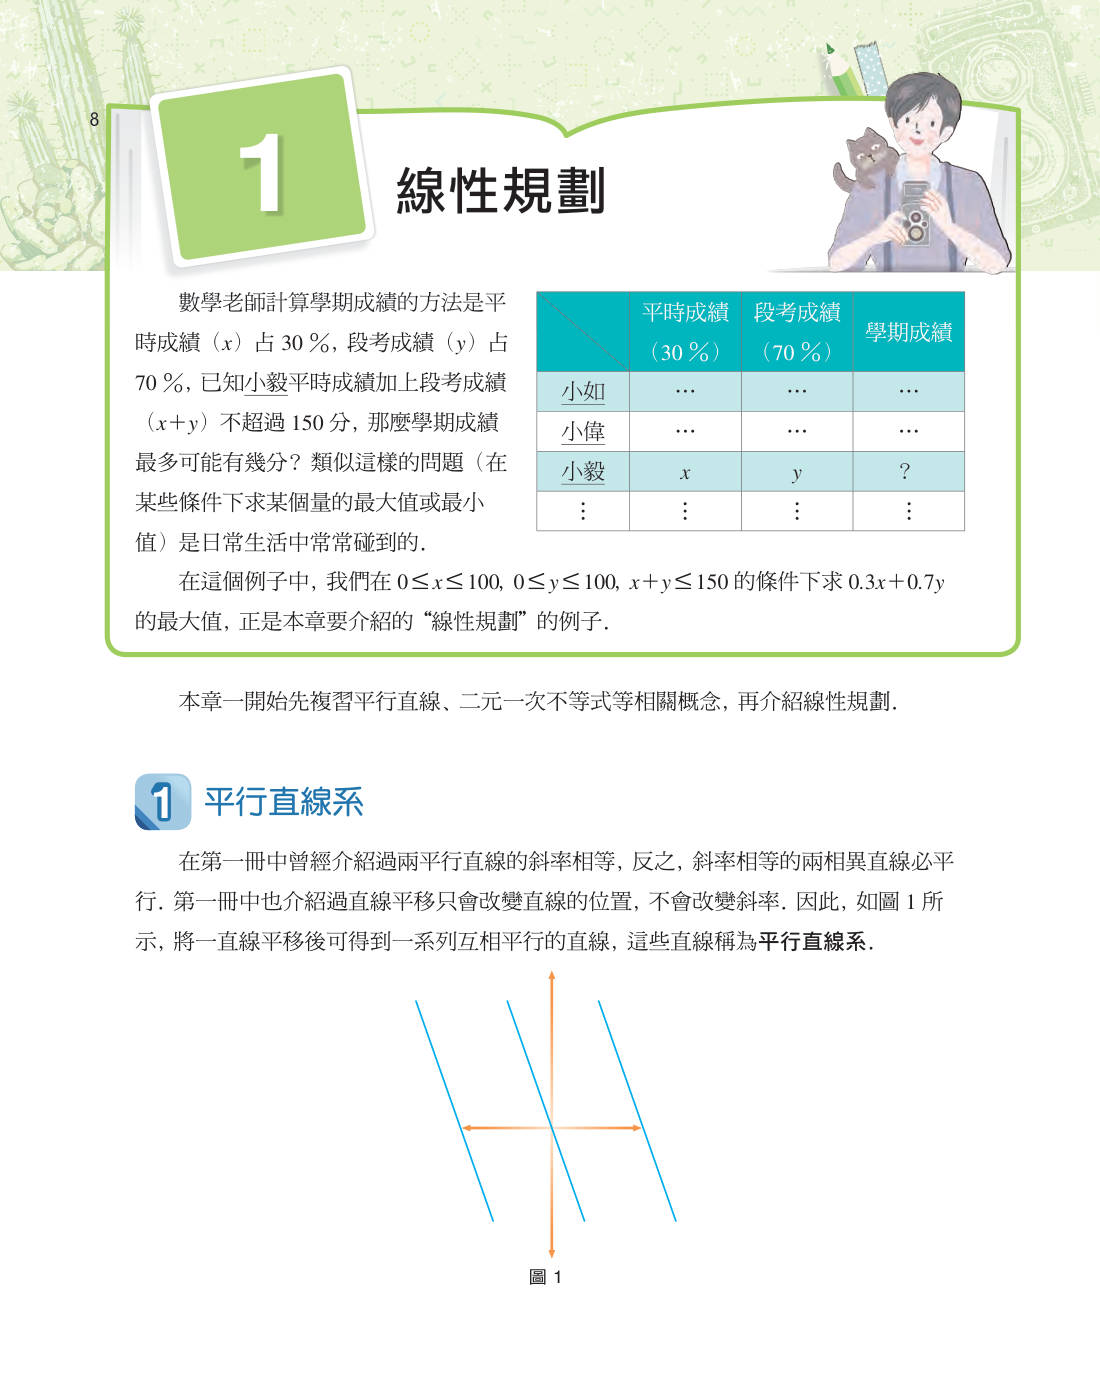 8
1
線性規劃
數學老師計算學期成績的方法是平
時成績（x）占 30 %, 段考成績（y）占
70 %, 已知小毅平時成績加上段考成績
（x+y）不超過 150 分, 那麼學期成績
最多可能有幾分？類似這樣的問題（在
某些條件下求某個量的最大值或最小
值）是日常生活中常常碰到的.
平時成績（30 %） 段考成績（70 %） 學期成績
小如 … … …
小偉 … … …
小毅 x y ？
⋮ ⋮ ⋮ ⋮
在這個例子中, 我們在 0≤x≤100, 0≤y≤100, x+y≤150 的條件下求 0.3x+0.7y
的最大值, 正是本章要介紹的“線性規劃”的例子.
本章一開始先複習平行直線、二元一次不等式等相關概念, 再介紹線性規劃.
1 平行直線系
在第一冊中曾經介紹過兩平行直線的斜率相等, 反之, 斜率相等的兩相異直線必平
行. 第一冊中也介紹過直線平移只會改變直線的位置, 不會改變斜率. 因此, 如圖 1 所
示, 將一直線平移後可得到一系列互相平行的直線, 這些直線稱為平行直線系.
圖 1